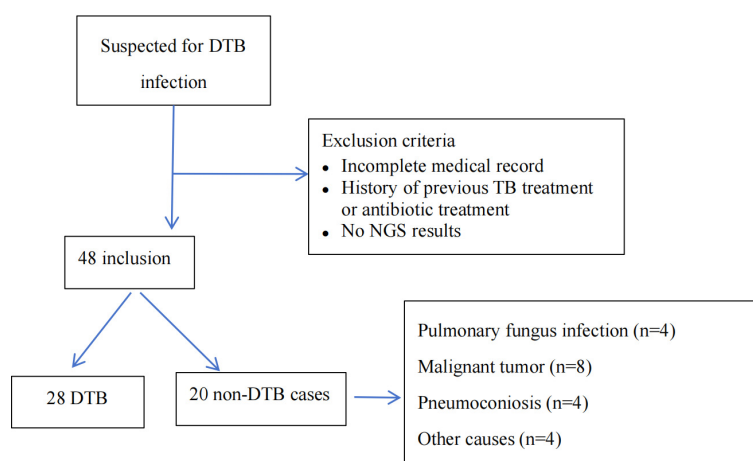 Suspected for DTB
infection
Exclusion criteria
• Incomplete medical record
• History of previous TB treatment
or antibiotic treatment
• No NGS results
48 inclusion
28 DTB
20 non-DTB cases
Pulmonary fungus infection (n=4)
Malignant tumor (n=8)
Pneumoconiosis (n=4)
Other causes (n=4)